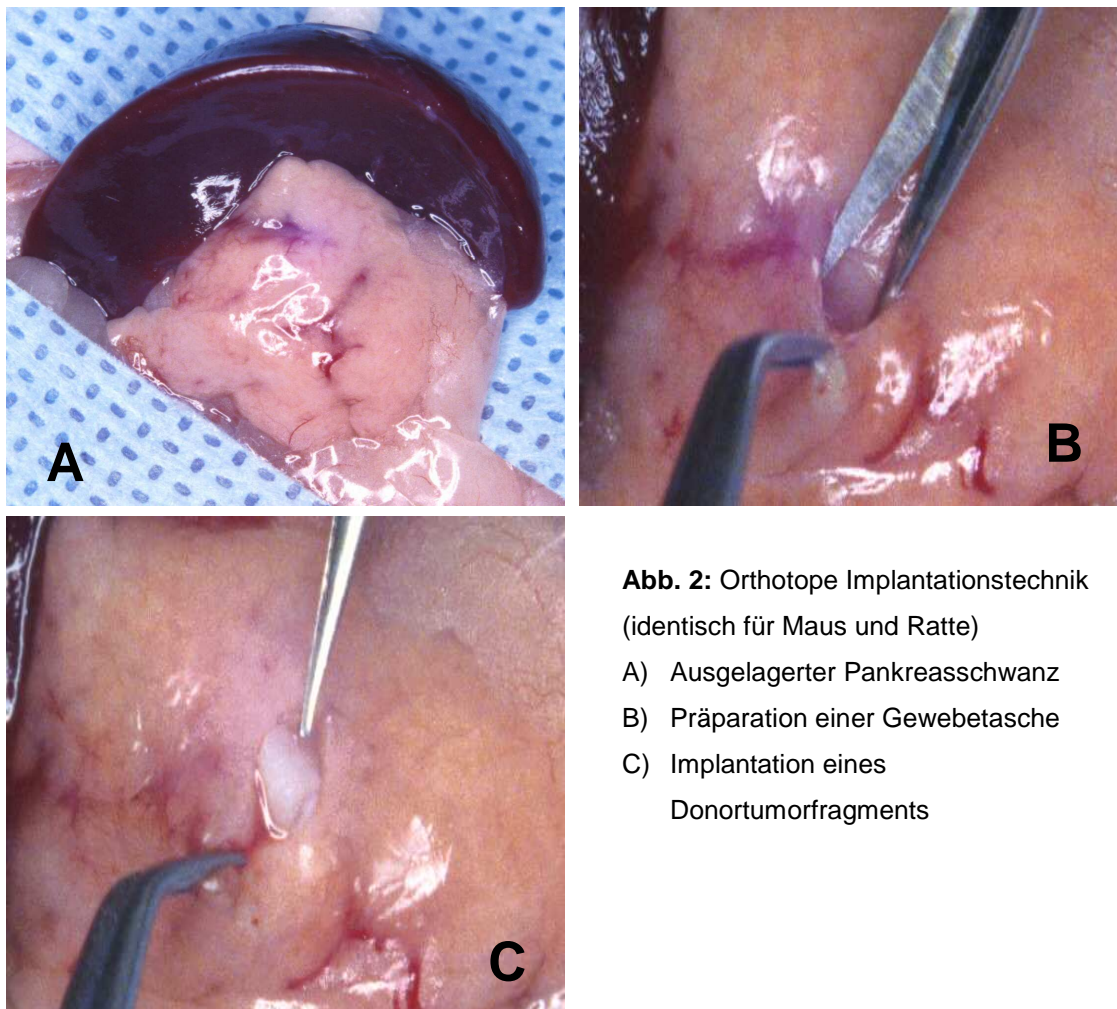 A
B
C
Abb. 2: Orthotope Implantationstechnik
(identisch für Maus und Ratte)
A) Ausgelagerter Pankreasschwanz
B) Präparation einer Gewebetasche
C) Implantation eines
Donortumorfragments